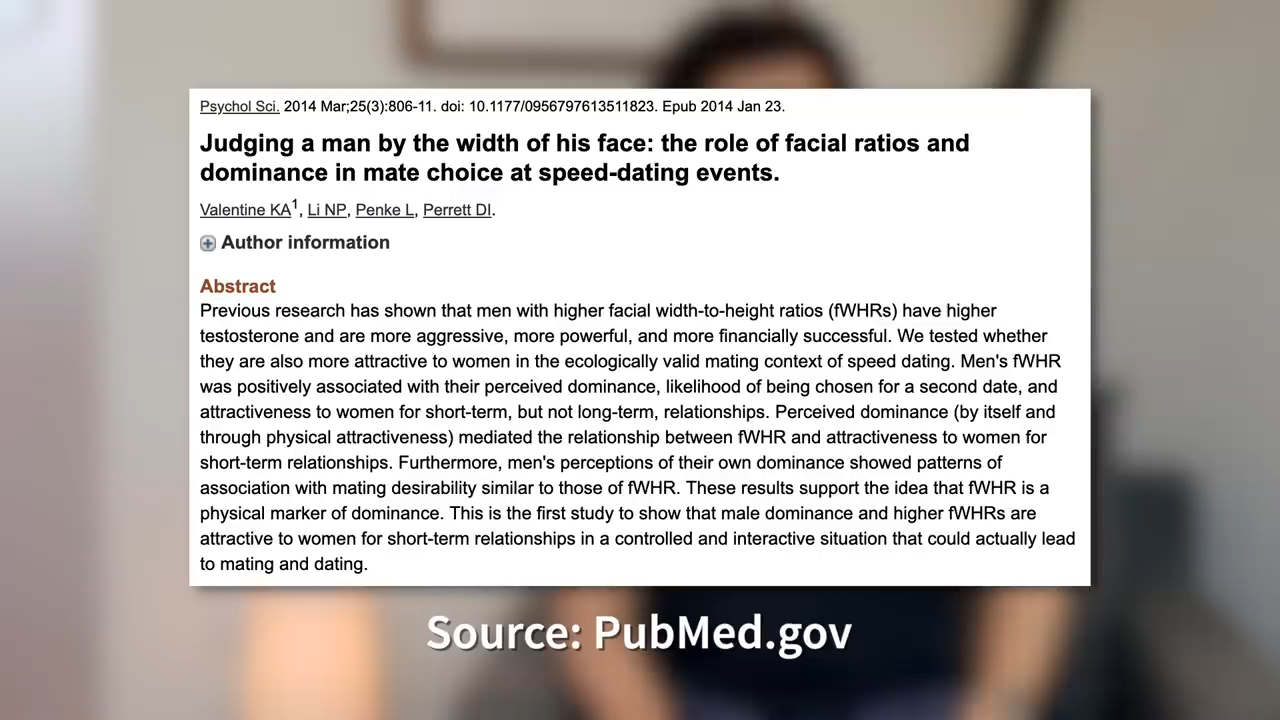 Psychol Sci. 2014 Mar;25(3):806-11. doi: 10.1177/0956797613511823. Epub 2014 Jan 23.
Judging a man by the width of his face: the role of facial ratios and
dominance in mate choice at speed-dating events.
Valentine KA1, Li NP, Penke L, Perrett DI.
Author information
Abstract
Previous research has shown that men with higher facial width-to-height ratios (fWHRs) have higher
testosterone and are more aggressive, more powerful, and more financially successful. We tested whether
they are also more attractive to women in the ecologically valid mating context of speed dating. Men's fWHR
was positively associated with their perceived dominance, likelihood of being chosen for a second date, and
attractiveness to women for short-term, but not long-term, relationships. Perceived dominance (by itself and
through physical attractiveness) mediated the relationship between fWHR and attractiveness to women for
short-term relationships. Furthermore, men's perceptions of their own dominance showed patterns of
association with mating desirability similar to those of fWHR. These results support the idea that fWHR is a
physical marker of dominance. This is the first study to show that male dominance and higher fWHRs are
attractive to women for short-term relationships in a controlled and interactive situation that could actually lead
to mating and dating.
Source: PubMed.gov